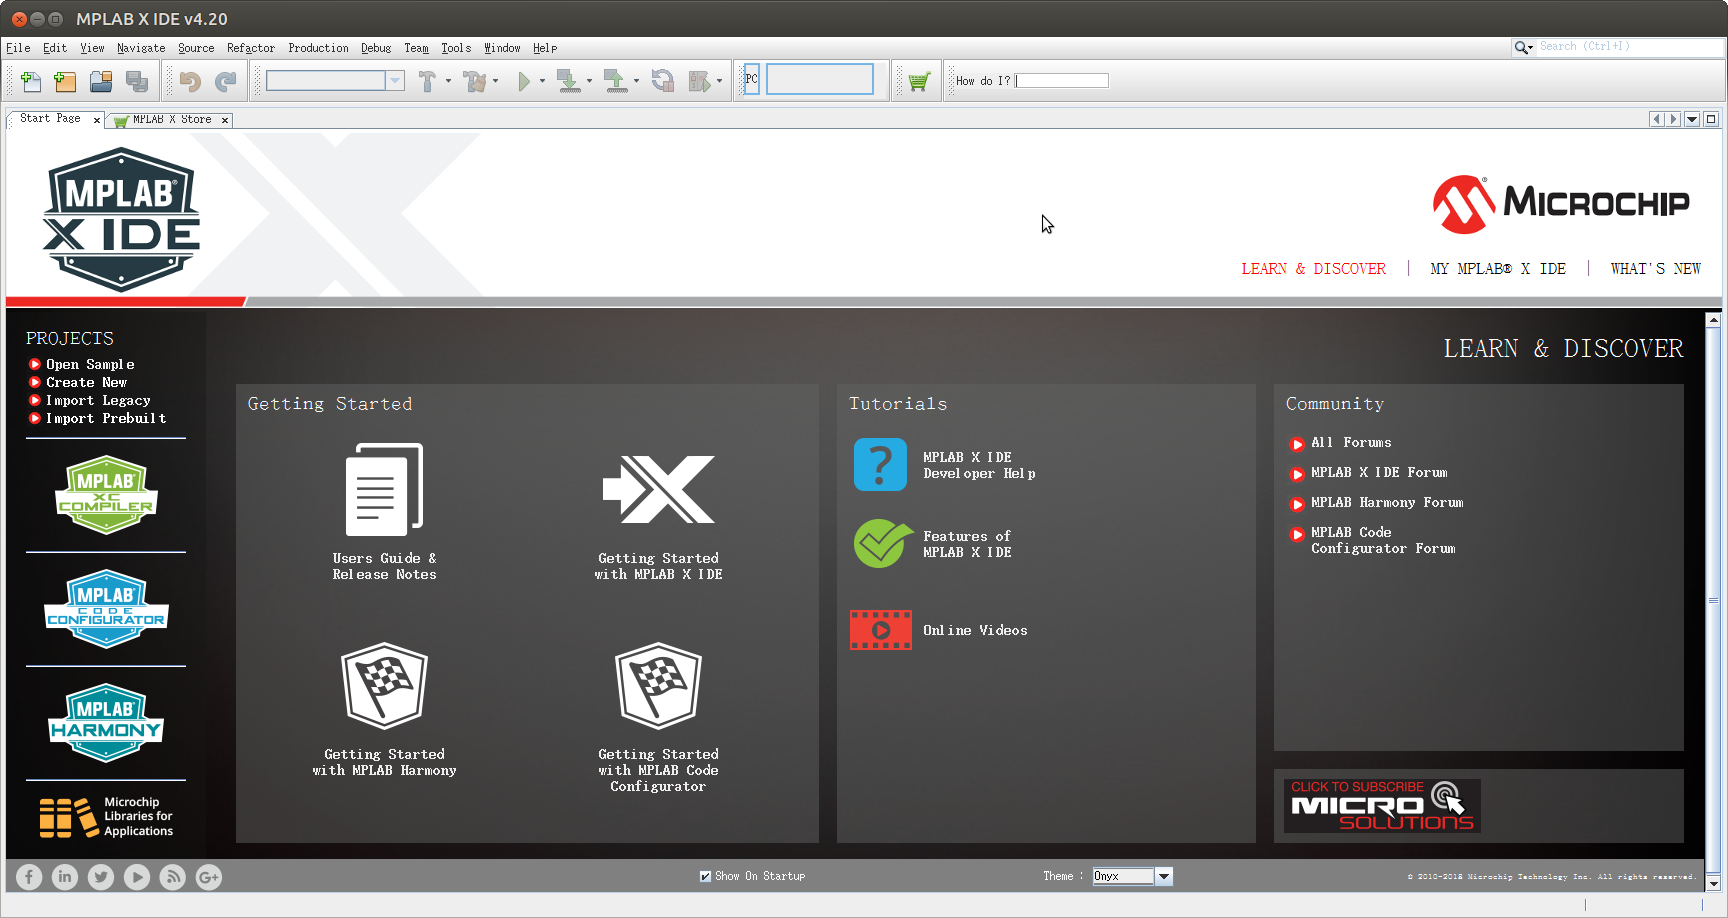 MPLAB X IDE v4.20
File Edit View Navigate Source Refactor Production Debug Team Tools Window Help
Search (Ctrl+I)
PC
How do I?
Start Page
MPLAB X Store
MPLAB®
X IDE
MICROCHIP
LEARN & DISCOVER | MY MPLAB® X IDE | WHAT'S NEW
PROJECTS
Open Sample
Create New
Import Legacy
Import Prebuilt
MPLAB®
XC
COMPILER
MPLAB®
CODE
CONFIGURATOR
MPLAB®
HARMONY
Microchip
Libraries for
Applications
LEARN & DISCOVER
Getting Started
Users Guide &
Release Notes
Getting Started
with MPLAB X IDE
Getting Started
with MPLAB Harmony
Getting Started
with MPLAB Code
Configurator
Tutorials
MPLAB X IDE
Developer Help
Features of
MPLAB X IDE
Online Videos
Community
All Forums
MPLAB X IDE Forum
MPLAB Harmony Forum
MPLAB Code
Configurator Forum
CLICK TO SUBSCRIBE
MICRO
SOLUTIONS
Show On Startup
Theme :
Onyx
© 2010-2018 Microchip Technology Inc. All rights reserved.